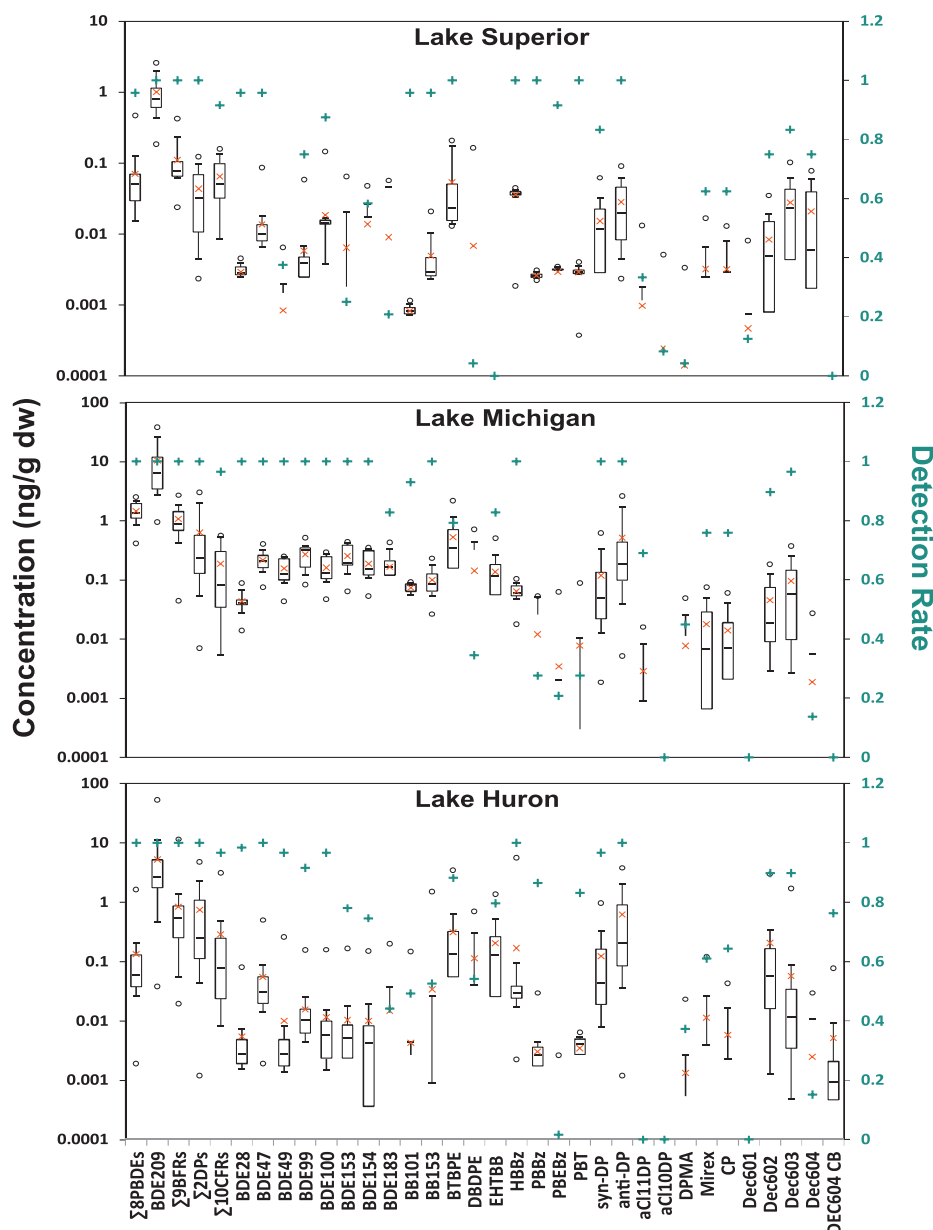 Lake Superior
10
1
0.1
0.01
0.001
0.0001
1.2
1
0.8
0.6
0.4
0.2
0
Lake Michigan
100
10
1
0.1
0.01
0.001
0.0001
1.2
1
0.8
0.6
0.4
0.2
0
Lake Huron
100
10
1
0.1
0.01
0.001
0.0001
1.2
1
0.8
0.6
0.4
0.2
0
Concentration (ng/g dw)
Detection Rate
Σ8PBDEs
BDE209
Σ9BFRs
Σ2DPs
Σ10CFRs
BDE28
BDE47
BDE49
BDE99
BDE100
BDE153
BDE154
BDE183
BB101
BB153
BTBPE
DBDPE
EHTBB
HBBz
PBBz
PBEBz
PBT
syn-DP
anti-DP
aCl11DP
aCl10DP
DPMA
Mirex
CP
Dec601
Dec602
Dec603
Dec604
DEC604 CB